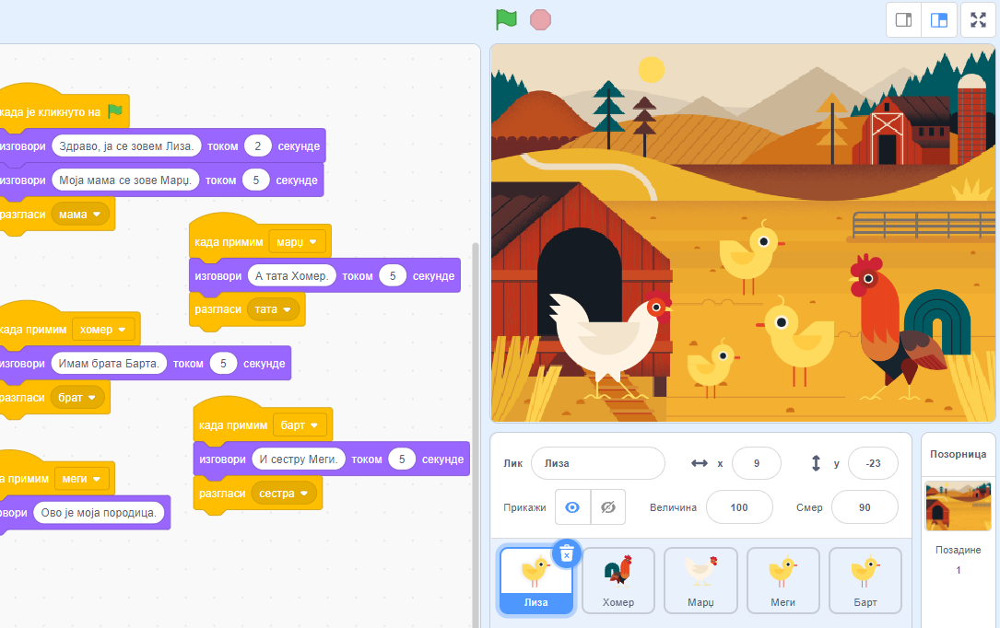 када је кликнуто на
изговори Здраво, ја се зовем Лиза. током 2 секунде
изговори Моја мама се зове Марџ. током 5 секунде
разгласи мама
када примим марџ
изговори А тата Хомер. током 5 секунде
разгласи тата
када примим хомер
изговори Имам брата Барта. током 5 секунде
разгласи брат
када примим барт
изговори И сестру Меги. током 5 секунде
разгласи сестра
а примим меги
овори Ово је моја породица.
Лик Лиза x 9 y -23
Прикажи Величина 100 Смер 90
Лиза Хомер Марџ Меги Барт
Позорница
Позадине
1